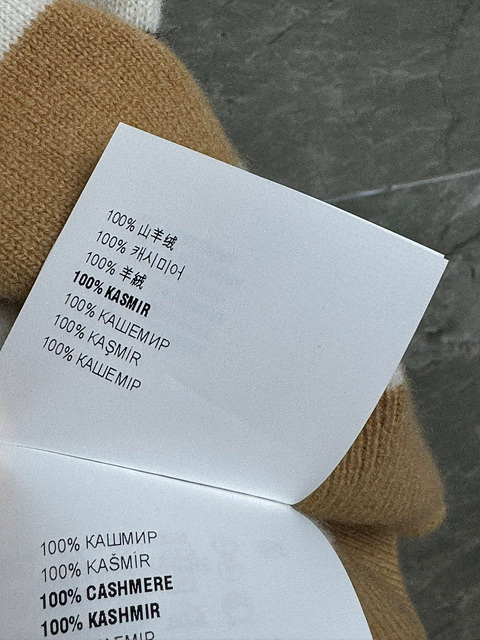 100% 山羊绒
100% 캐시미어
100% 羊絨
100% KASMIR
100% КАШЕМИР
100% KAŞMİR
100% КАШЕМІР
100% КАШМИР
100% KAŠMÍR
100% CASHMERE
100% KASHMIR